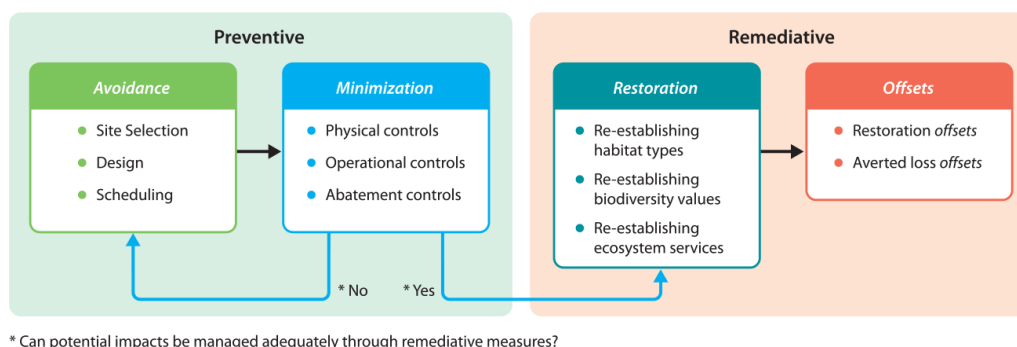 Preventive
Avoidance
Site Selection
Design
Scheduling
Minimization
Physical controls
Operational controls
Abatement controls
* No
* Yes
Remediative
Restoration
Re-establishing
habitat types
Re-establishing
biodiversity values
Re-establishing
ecosystem services
Offsets
Restoration offsets
Averted loss offsets
* Can potential impacts be managed adequately through remediative measures?